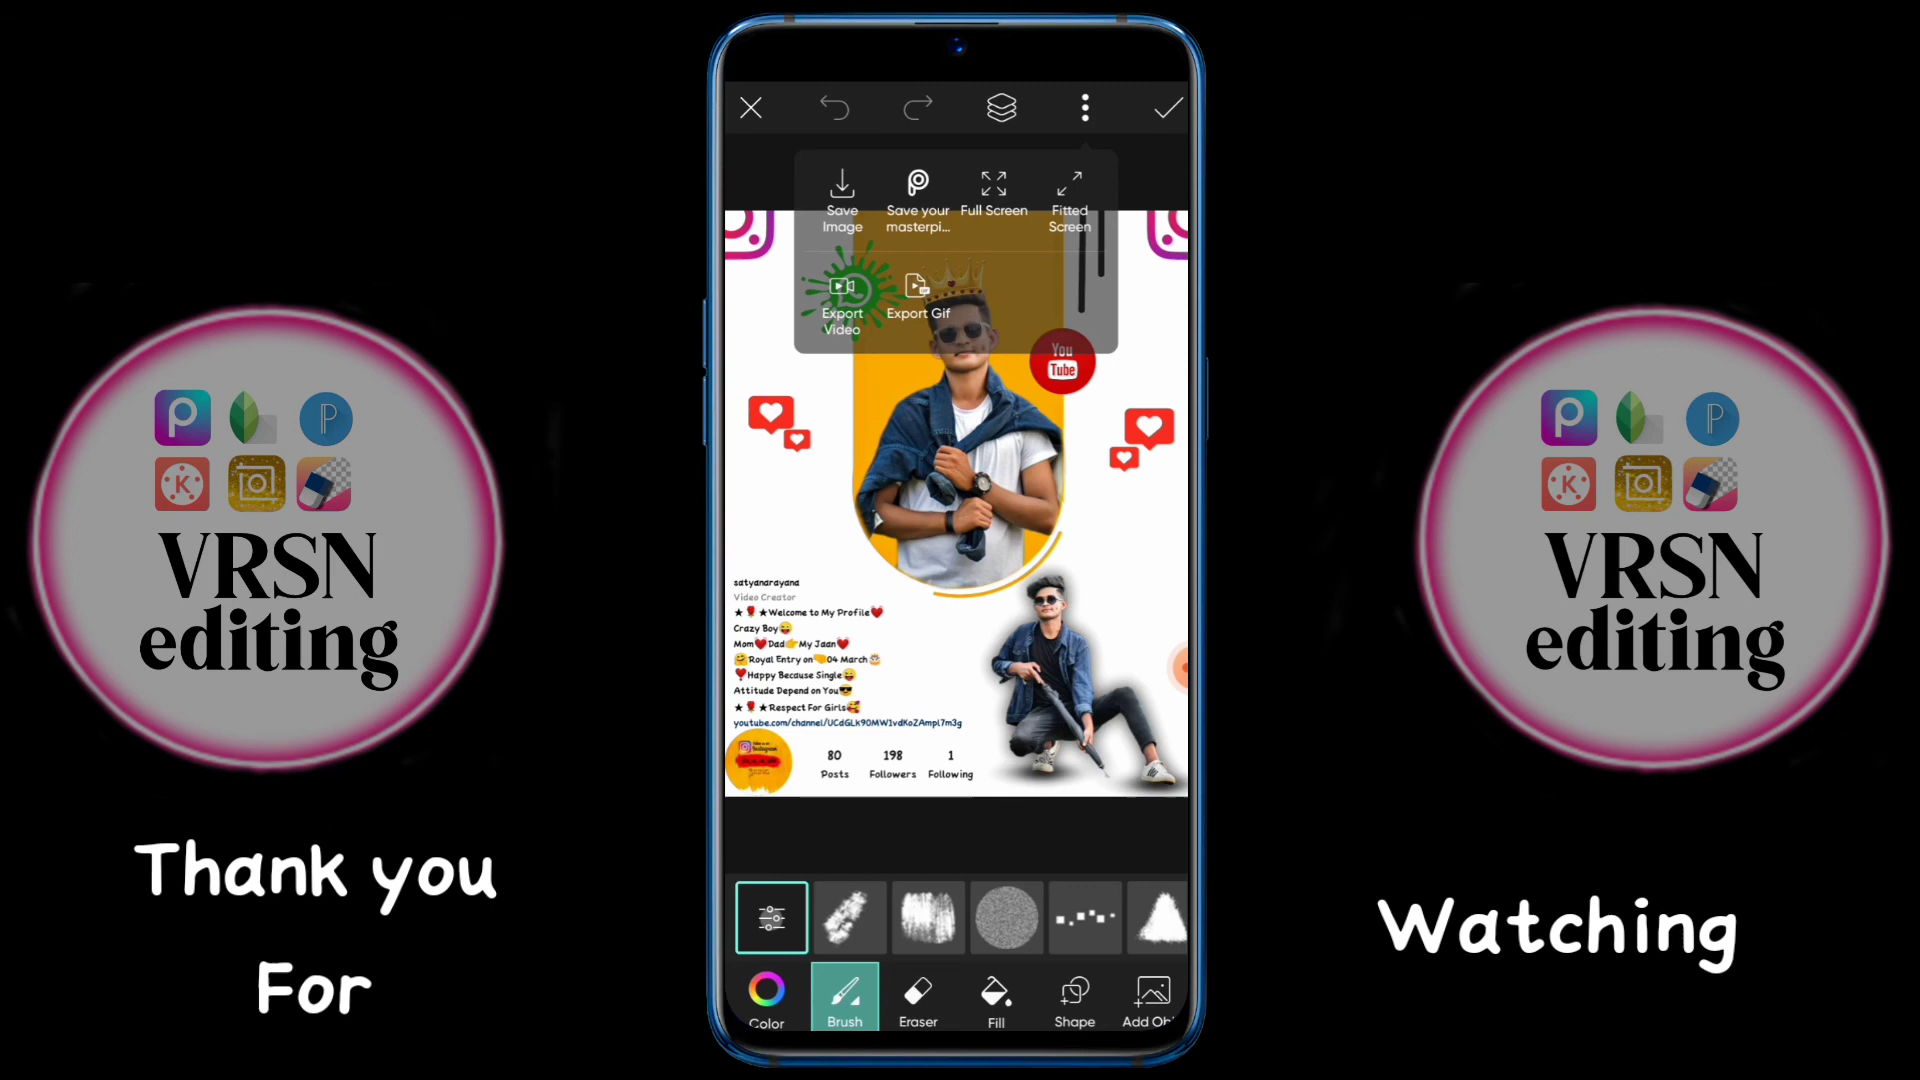 Save Image
Save your masterpi...
Full Screen
Fitted Screen
Export Video
Export Gif
You Tube
satyanarayana
Video Creator
★🌹★Welcome to My Profile❤️
Crazy Boy😜
Mom❤️Dad👉My Jaan❤️
🤗Royal Entry on👊04 March🎂
❣️Happy Because Single😜
Attitude Depend on You😎
★🌹★Respect For Girls🥰
youtube.com/channel/UCdGLk90MW1vdKoZAmpl7m3g
80 198 1
Posts Followers Following
Color Brush Eraser Fill Shape Add Obj
VRSN
editing
Thank you
For
VRSN
editing
Watching